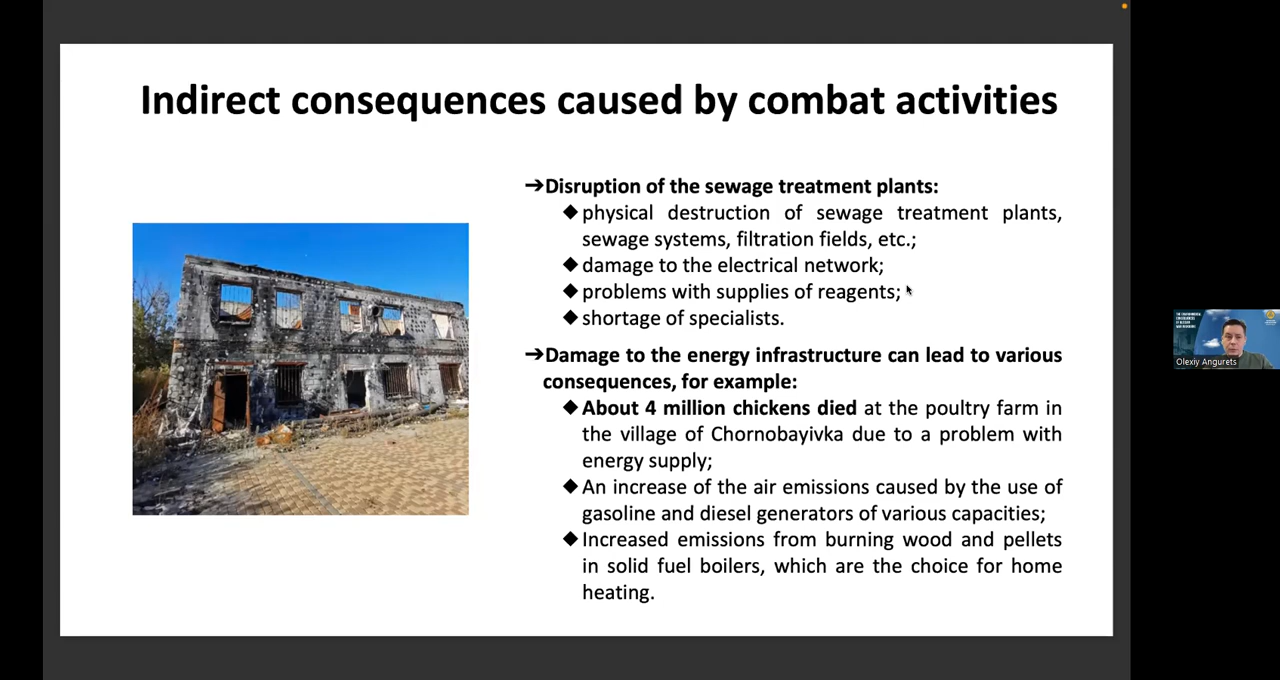 Indirect consequences caused by combat activities
➔Disruption of the sewage treatment plants:
◆physical destruction of sewage treatment plants,
sewage systems, filtration fields, etc.;
◆damage to the electrical network;
◆problems with supplies of reagents;
◆shortage of specialists.
➔Damage to the energy infrastructure can lead to various
consequences, for example:
◆About 4 million chickens died at the poultry farm in
the village of Chornobayivka due to a problem with
energy supply;
◆An increase of the air emissions caused by the use of
gasoline and diesel generators of various capacities;
◆Increased emissions from burning wood and pellets
in solid fuel boilers, which are the choice for home
heating.
Olexiy Angurets